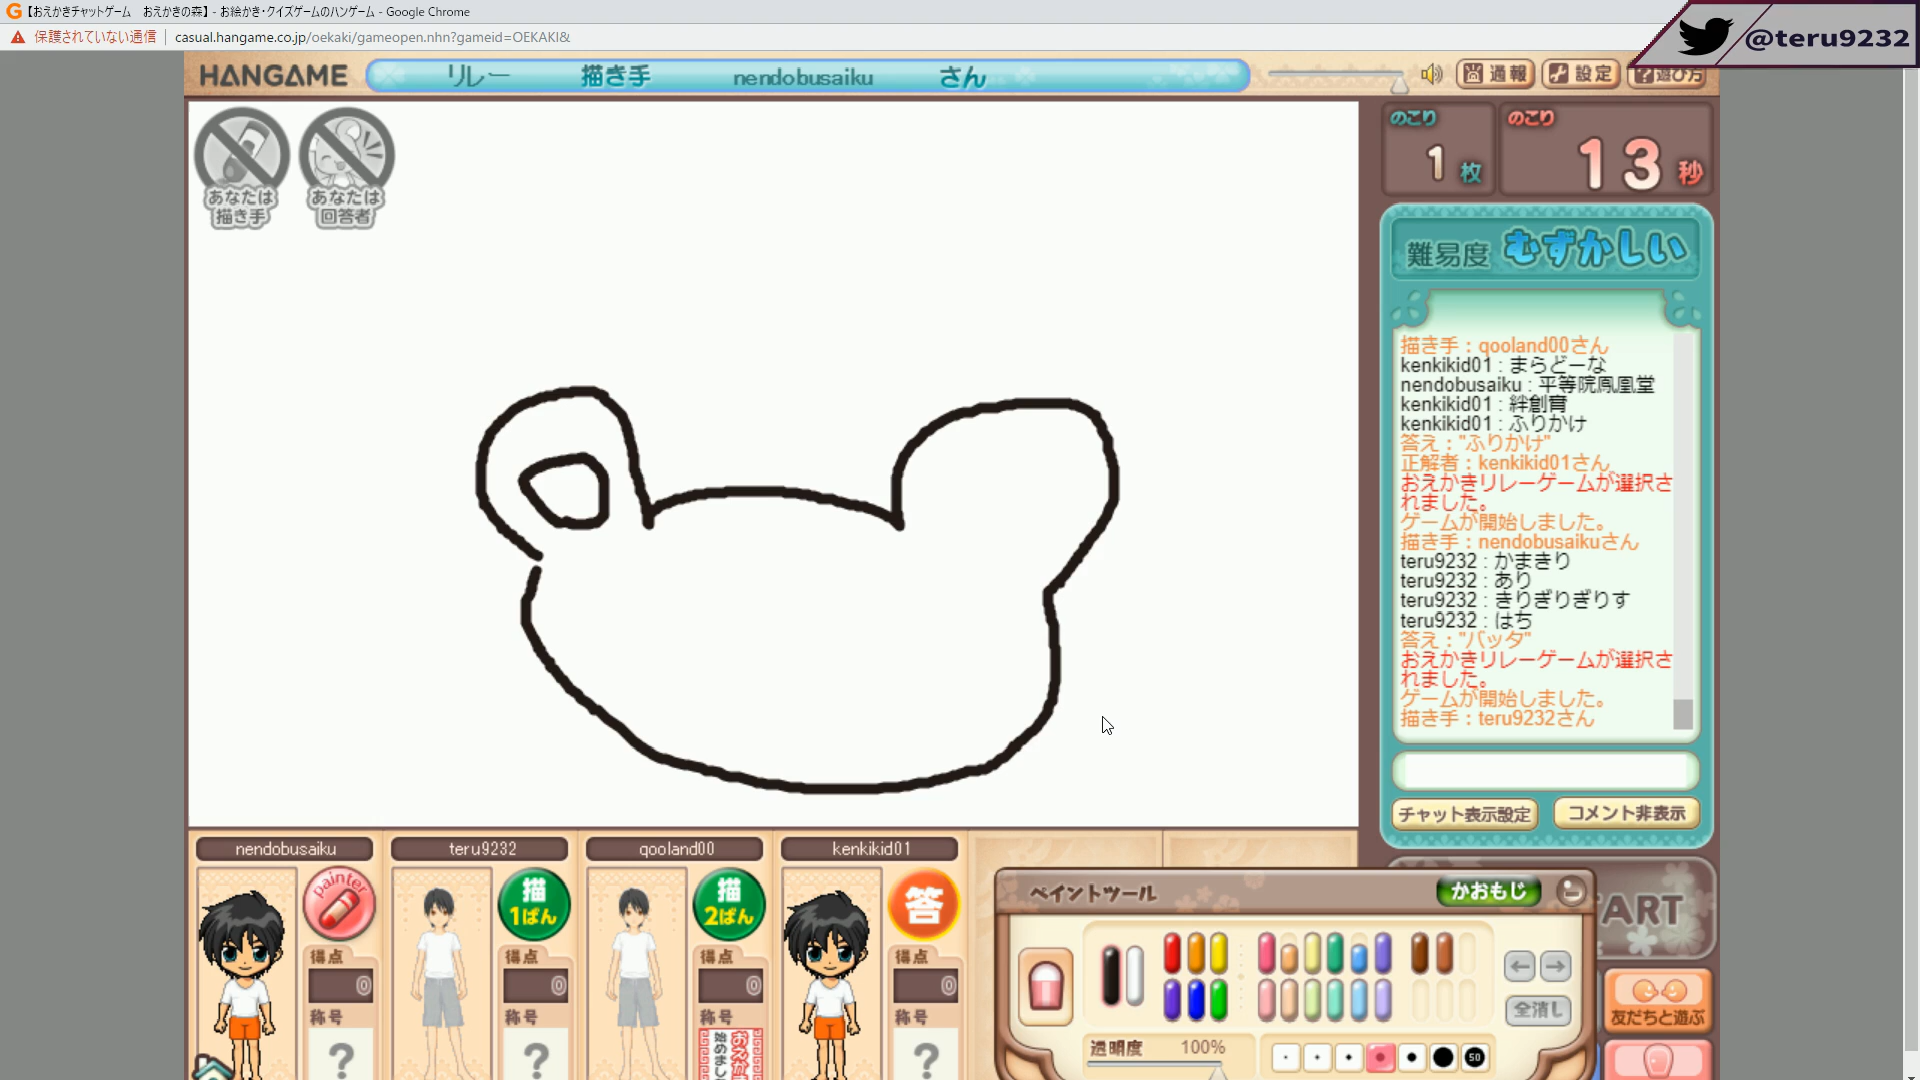 【おえかきチャットゲーム　おえかきの森】 - お絵かき・クイズゲームのハンゲーム - Google Chrome
保護されていない通信 | casual.hangame.co.jp/oekaki/gameopen.nhn?gameid=OEKAKI&
@teru9232
HANGAME リレー 描き手 nendobusaiku さん 通報 設定 遊び方
あなたは描き手
あなたは回答者
のこり 1 枚
のこり 13 秒
難易度 むずかしい
描き手：qooland00さん
kenkikid01 : まらどーな
nendobusaiku : 平等院鳳凰堂
kenkikid01 : 絆創膏
kenkikid01 : ふりかけ
答え："ふりかけ"
正解者：kenkikid01さん
おえかきリレーゲームが選択さ
れました。
ゲームが開始しました。
描き手：nendobusaikuさん
teru9232 : かまきり
teru9232 : あり
teru9232 : きりぎりぎりす
teru9232 : はち
答え："バッタ"
おえかきリレーゲームが選択さ
れました。
ゲームが開始しました。
描き手：teru9232さん
チャット表示設定 コメント非表示
nendobusaiku teru9232 qooland00 kenkikid01
painter
描 1ばん
描 2ばん
答
得点 0
得点 0
得点 0
得点 0
称号 ?
称号 ?
称号
称号 ?
ペイントツール かおもじ
全消し
透明度 100%
50
ART
友だちと遊ぶ